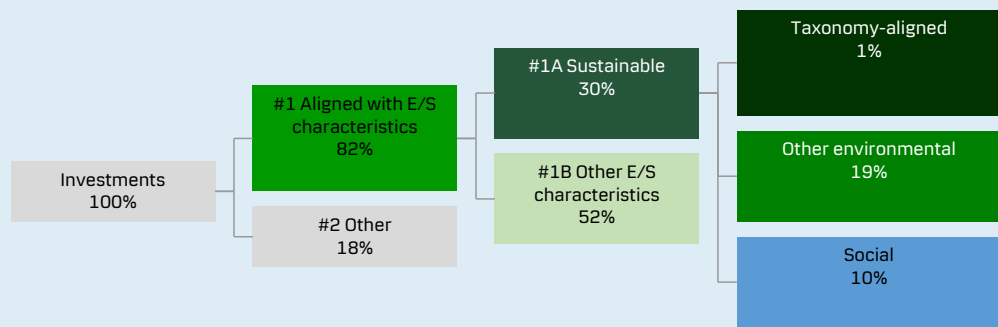 Investments
100%
#1 Aligned with E/S
characteristics
82%
#2 Other
18%
#1A Sustainable
30%
#1B Other E/S
characteristics
52%
Taxonomy-aligned
1%
Other environmental
19%
Social
10%